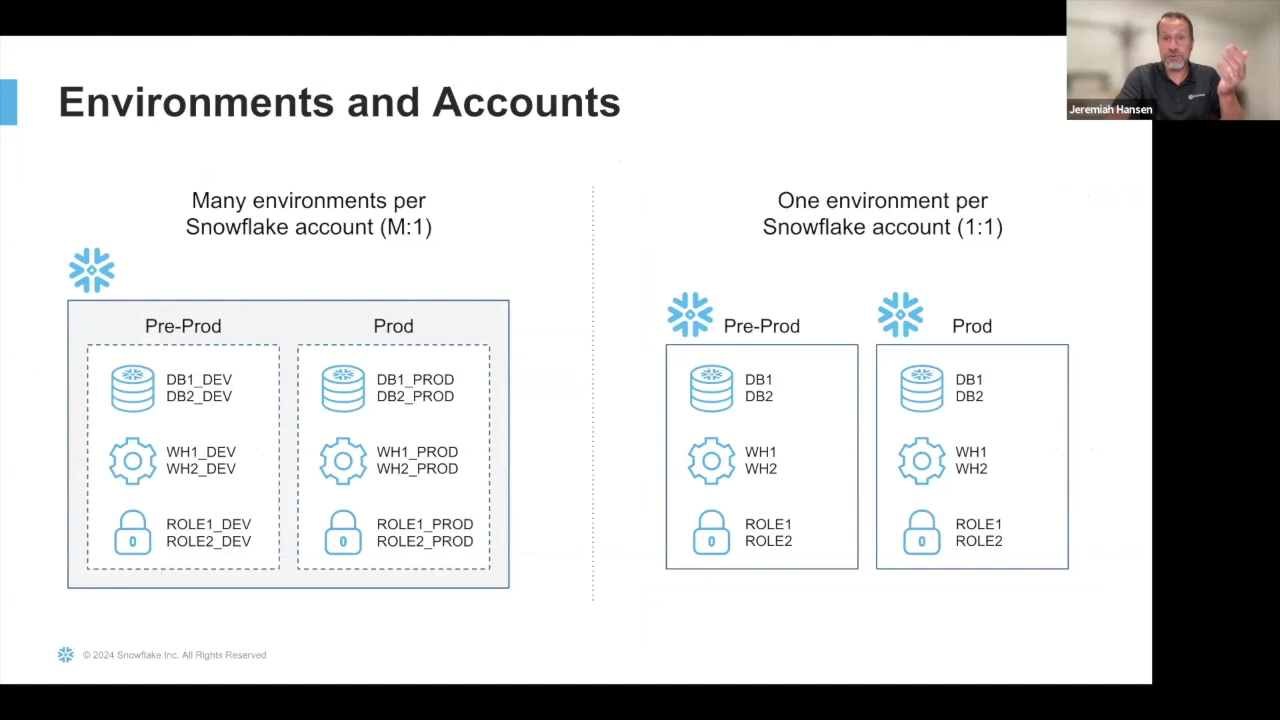 Environments and Accounts
Jeremiah Hansen
Many environments per
Snowflake account (M:1)
Pre-Prod
DB1_DEV
DB2_DEV
WH1_DEV
WH2_DEV
ROLE1_DEV
ROLE2_DEV
Prod
DB1_PROD
DB2_PROD
WH1_PROD
WH2_PROD
ROLE1_PROD
ROLE2_PROD
One environment per
Snowflake account (1:1)
Pre-Prod
DB1
DB2
WH1
WH2
ROLE1
ROLE2
Prod
DB1
DB2
WH1
WH2
ROLE1
ROLE2
© 2024 Snowflake Inc. All Rights Reserved